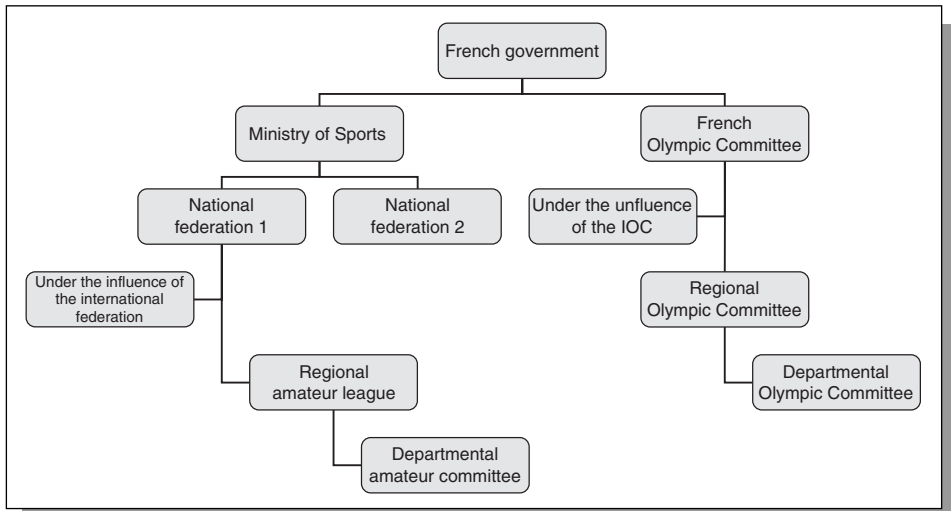 French government
Ministry of Sports
French
Olympic Committee
National
federation 1
National
federation 2
Under the unfluence
of the IOC
Under the influence of
the international
federation
Regional
Olympic Committee
Regional
amateur league
Departmental
Olympic Committee
Departmental
amateur committee